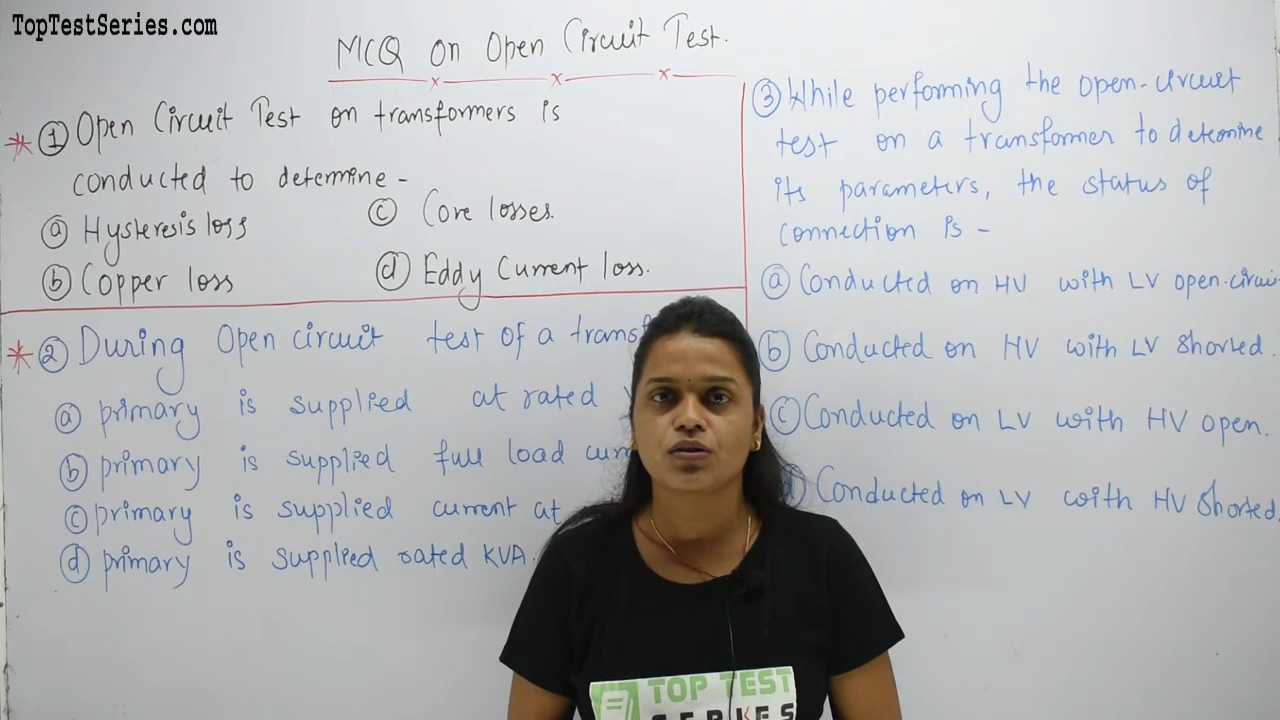 TopTestSeries.com
MCQ on Open Circuit Test.
* ① Open Circuit Test on transformers is
conducted to determine -
ⓐ Hysteresis loss
ⓒ Core losses.
ⓑ Copper loss
ⓓ Eddy Current loss.
* ② During Open circuit test of a
ⓐ primary is supplied at rated
ⓑ primary is supplied full load
ⓒ primary is supplied current at
ⓓ primary is supplied rated KVA.
③ While performing the open-circuit
test on a transformer to determine
its parameters, the status of
connection is -
ⓐ Conducted on HV with LV
ⓑ Conducted on HV with LV shorted.
ⓒ Conducted on LV with HV open.
ⓓ Conducted on LV with HV shorted.
TOP TEST
SERIES